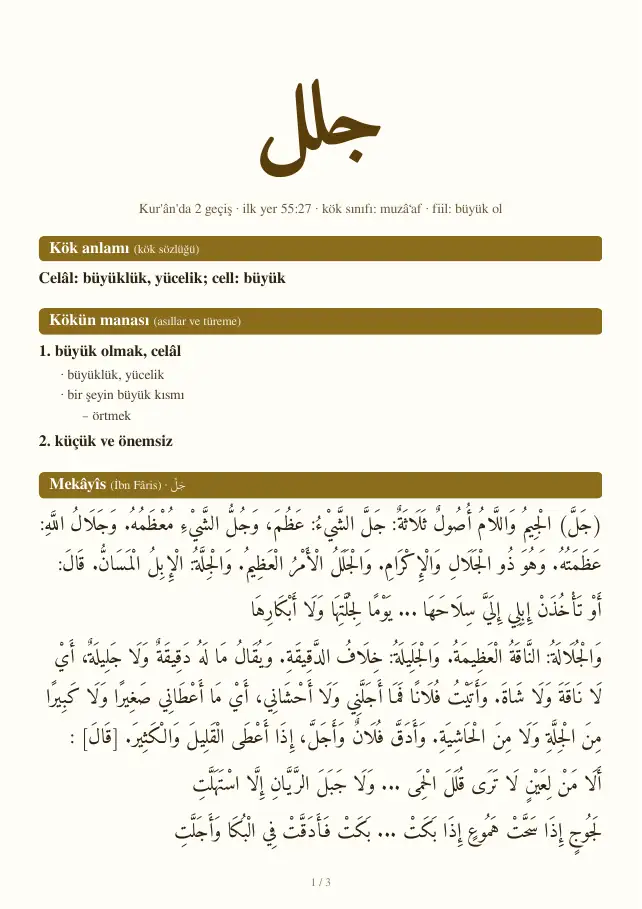 جلل
Kur'ân'da 2 geçiş · ilk yer 55:27 · kök sınıfı: muzâʿaf · fiil: büyük ol
Kök anlamı (kök sözlüğü)
Celâl: büyüklük, yücelik; cell: büyük
Kökün manası (asıllar ve türeme)
1. büyük olmak, celâl
· büyüklük, yücelik
· bir şeyin büyük kısmı
– örtmek
2. küçük ve önemsiz
Mekâyîs (İbn Fâris) · جَلَّ
(جَلَّ) الْجِيمُ وَاللَّامُ أُصُولٌ ثَلَاثَةٌ: جَلَّ الشَّيْءُ: عَظُمَ، وَجُلُّ الشَّيْءِ مُعْظَمُهُ. وَجَلَالُ اللَّهِ:
عَظَمَتُهُ. وَهُوَ ذُو الْجَلَالِ وَالْإِكْرَامِ. وَالْجَلَلُ الْأَمْرُ الْعَظِيمُ. وَالْجِلَّةُ: الْإِبِلُ الْمَسَانُّ. قَالَ:
أَوْ تَأْخُذَنْ إِبِلِي إِلَيَّ سِلَاحَهَا ... يَوْمًا لِجُلَّتِهَا وَلَا أَبْكَارِهَا
وَالْجُلَالَةُ: النَّاقَةُ الْعَظِيمَةُ. وَالْجَلِيلَةُ: خِلَافُ الدَّقِيقَةِ. وَيُقَالُ مَا لَهُ دَقِيقَةٌ وَلَا جَلِيلَةٌ، أَيْ
لَا نَاقَةَ وَلَا شَاةَ. وَأَتَيْتُ فُلَانًا فَمَا أَجَلَّنِي وَلَا أَحْشَانِي، أَيْ مَا أَعْطَانِي صَغِيرًا وَلَا كَبِيرًا
مِنَ الْجِلَّةِ وَلَا مِنَ الْحَاشِيَةِ. وَأَدَقَّ فُلَانٌ وَأَجَلَّ، إِذَا أَعْطَى الْقَلِيلَ وَالْكَثِيرَ. [قَالَ] :
أَلَا مَنْ لِعَيْنٍ لَا تَرَى قُلَلَ الْحِمَى ... وَلَا جَبَلَ الرَّيَّانِ إِلَّا اسْتَهَلَّتِ
لَجُوجٍ إِذَا سَحَّتْ هَمُوعٍ إِذَا بَكَتْ ... بَكَتْ فَأَدَقَّتْ فِي الْبُكَا وَأَجَلَّتِ
1 / 3